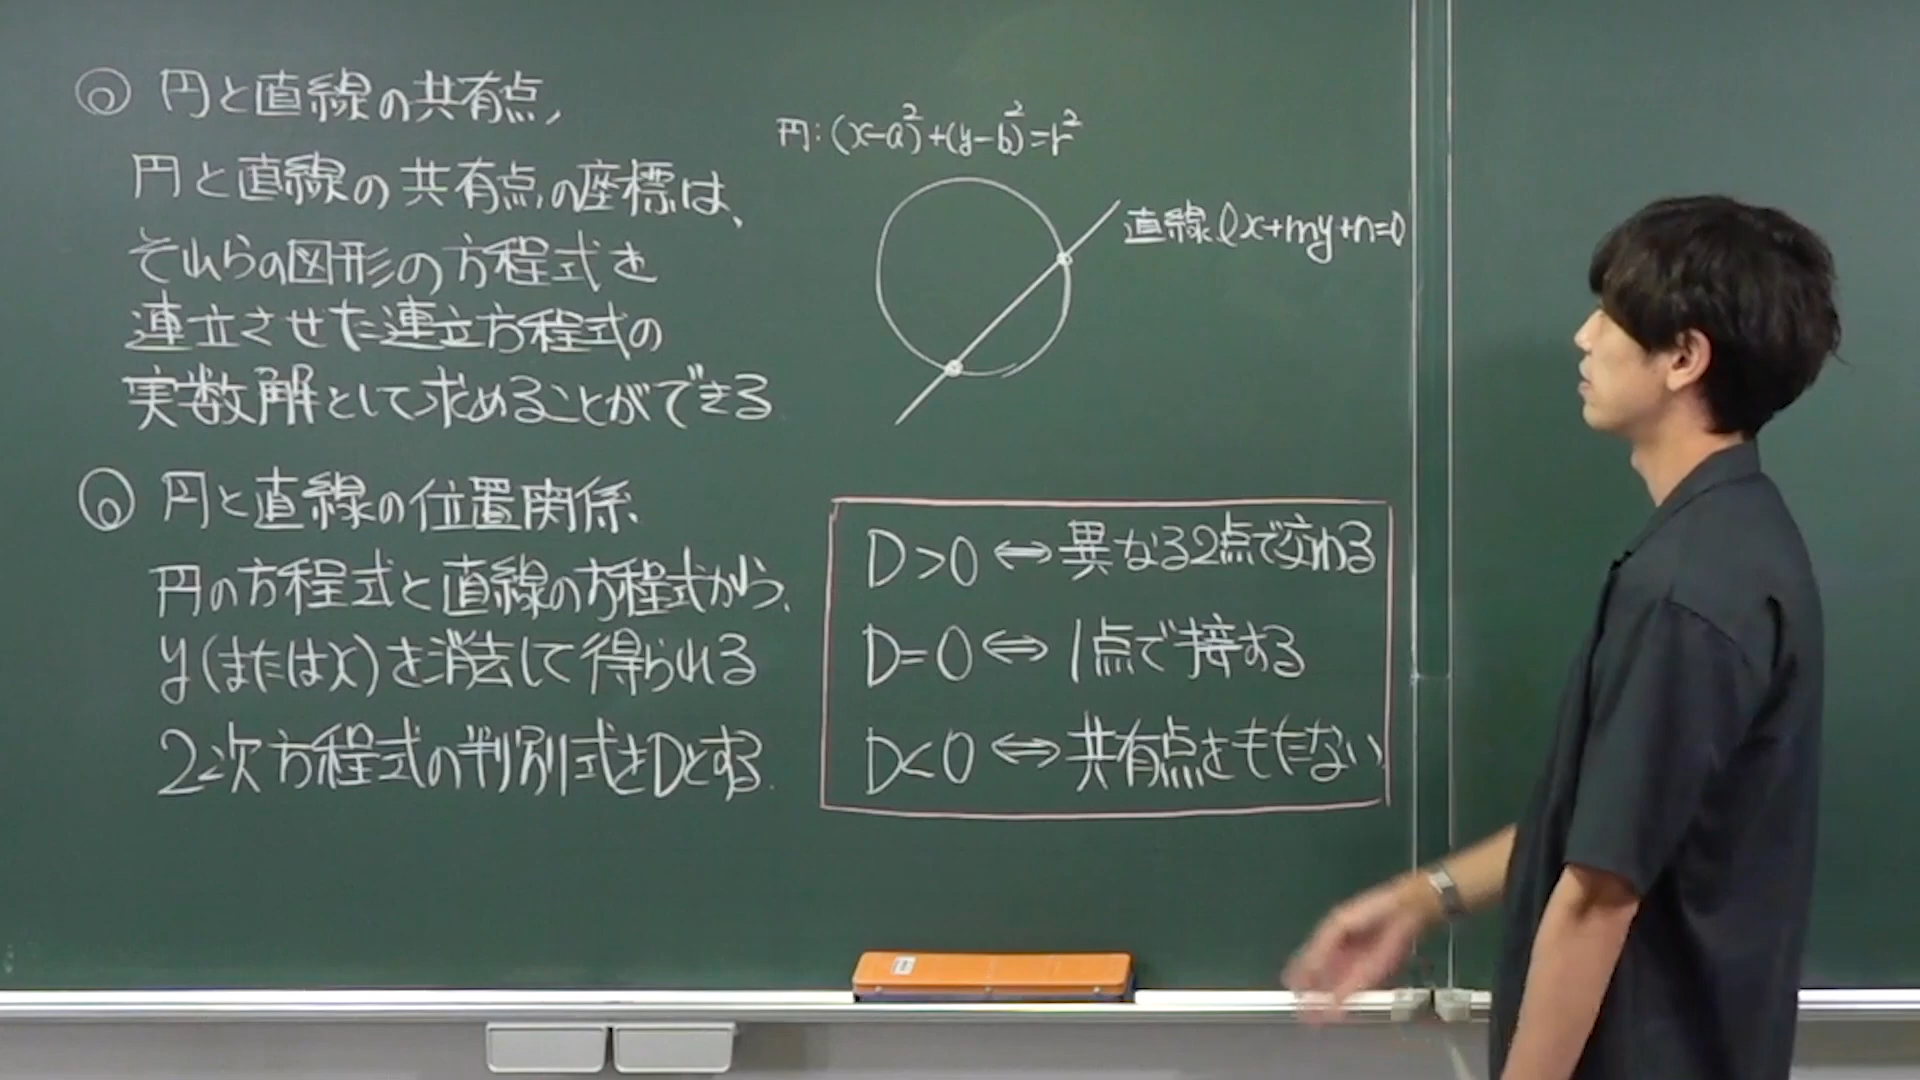 ◎ 円と直線の共有点
円と直線の共有点の座標は、
それらの図形の方程式を
連立させた連立方程式の
実数解として求めることができる
◎ 円と直線の位置関係
円の方程式と直線の方程式から、
y(またはx)を消去して得られる
2次方程式の判別式をDとする.
円:(x-a)²+(y-b)²=r²
直線 lx+my+n=0
D>0 ⇔ 異なる2点で交わる
D=0 ⇔ 1点で接する
D<0 ⇔ 共有点をもたない